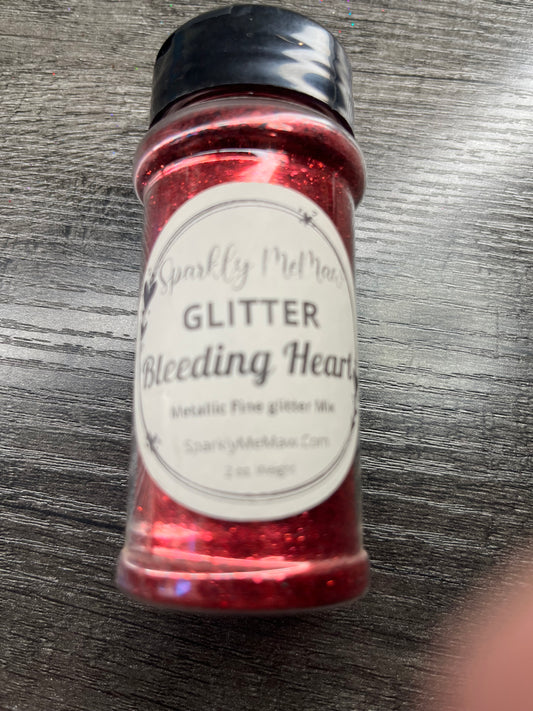 Sparkly MeMaw
GLITTER
Bleeding Heart
Metallic Fine glitter Mix
SparklyMeMaw.Com
2 oz. Weight